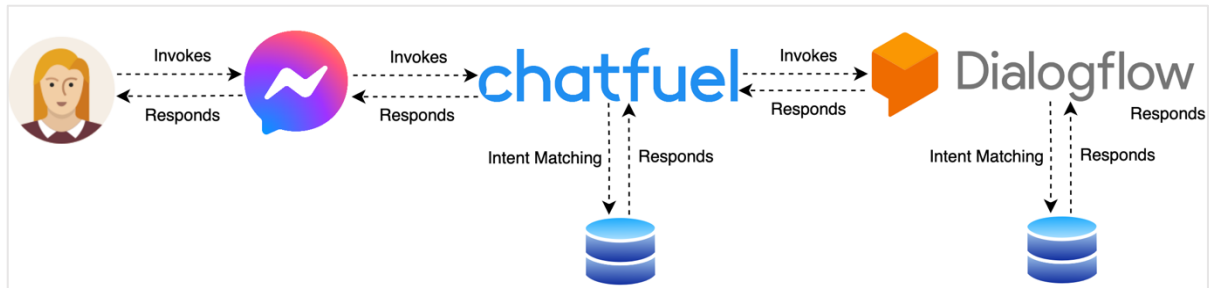 Invokes
Responds
Invokes
Responds
chatfuel
Invokes
Responds
Dialogflow
Responds
Intent Matching
Responds
Intent Matching
Responds